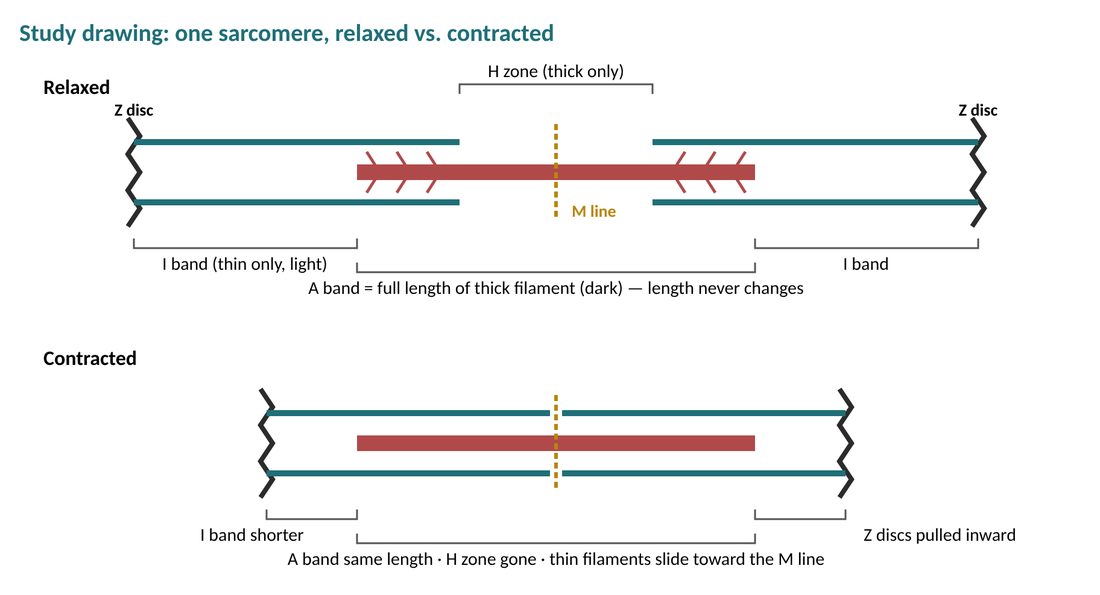 Study drawing: one sarcomere, relaxed vs. contracted
H zone (thick only)
Relaxed
Z disc
Z disc
M line
I band (thin only, light)
I band
A band = full length of thick filament (dark) — length never changes
Contracted
I band shorter
Z discs pulled inward
A band same length · H zone gone · thin filaments slide toward the M line